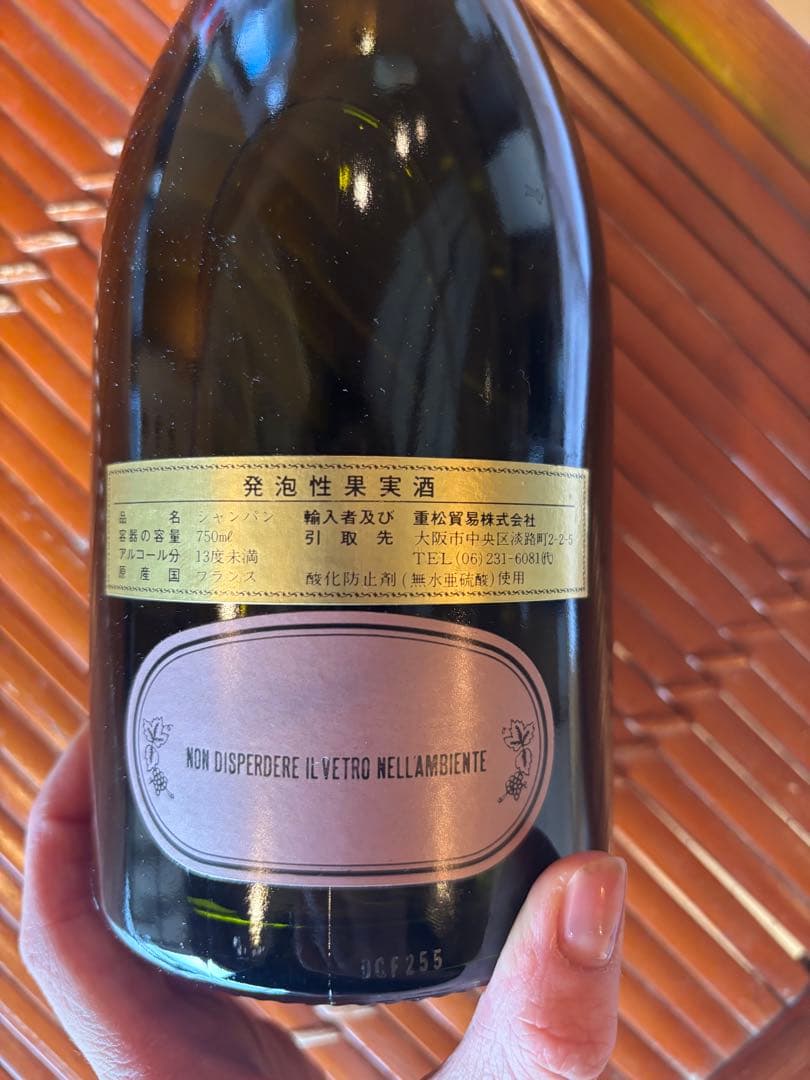 発泡性果実酒
品名 シャンパン 輸入者及び 重松貿易株式会社
容器の容量 750mℓ 引取先 大阪市中央区淡路町2-2-5
アルコール分 13度未満 TEL (06) 231-6081(代)
原産国 フランス 酸化防止剤(無水亜硫酸)使用
NON DISPERDERE IL VETRO NELL'AMBIENTE